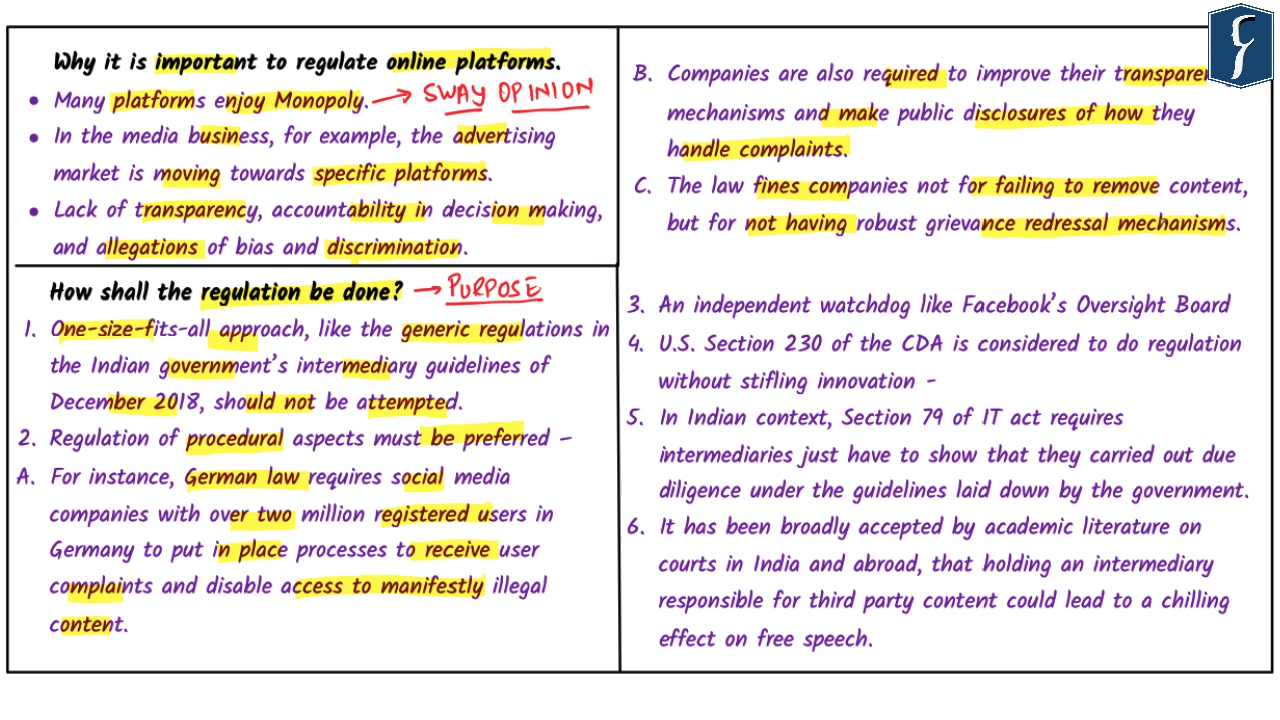 Why it is important to regulate online platforms.
• Many platforms enjoy Monopoly. → SWAY OPINION
• In the media business, for example, the advertising
market is moving towards specific platforms.
• Lack of transparency, accountability in decision making,
and allegations of bias and discrimination.
How shall the regulation be done? → PURPOSE
1. One-size-fits-all approach, like the generic regulations in
the Indian government's intermediary guidelines of
December 2018, should not be attempted.
2. Regulation of procedural aspects must be preferred –
A. For instance, German law requires social media
companies with over two million registered users in
Germany to put in place processes to receive user
complaints and disable access to manifestly illegal
content.
B. Companies are also required to improve their
mechanisms and make public disclosures of how they
handle complaints.
C. The law fines companies not for failing to remove content,
but for not having robust grievance redressal mechanisms.
3. An independent watchdog like Facebook's Oversight Board
4. U.S. Section 230 of the CDA is considered to do regulation
without stifling innovation -
5. In Indian context, Section 79 of IT act requires
intermediaries just have to show that they carried out due
diligence under the guidelines laid down by the government.
6. It has been broadly accepted by academic literature on
courts in India and abroad, that holding an intermediary
responsible for third party content could lead to a chilling
effect on free speech.